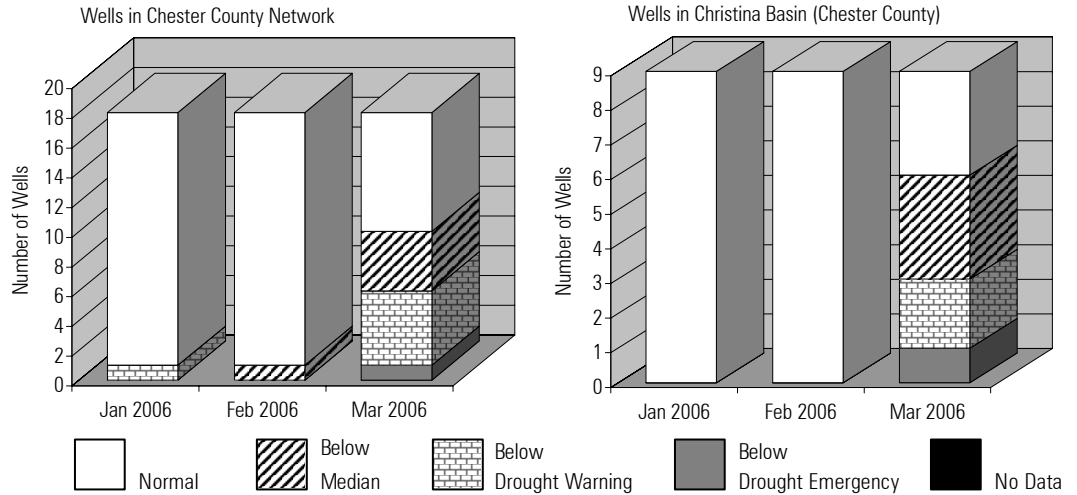 Wells in Chester County Network
Number of Wells
20
18
16
14
12
10
8
6
4
2
0
Jan 2006 Feb 2006 Mar 2006
Wells in Christina Basin (Chester County)
Number of Wells
9
8
7
6
5
4
3
2
1
0
Jan 2006 Feb 2006 Mar 2006
Normal
Below
Median
Below
Drought Warning
Below
Drought Emergency
No Data